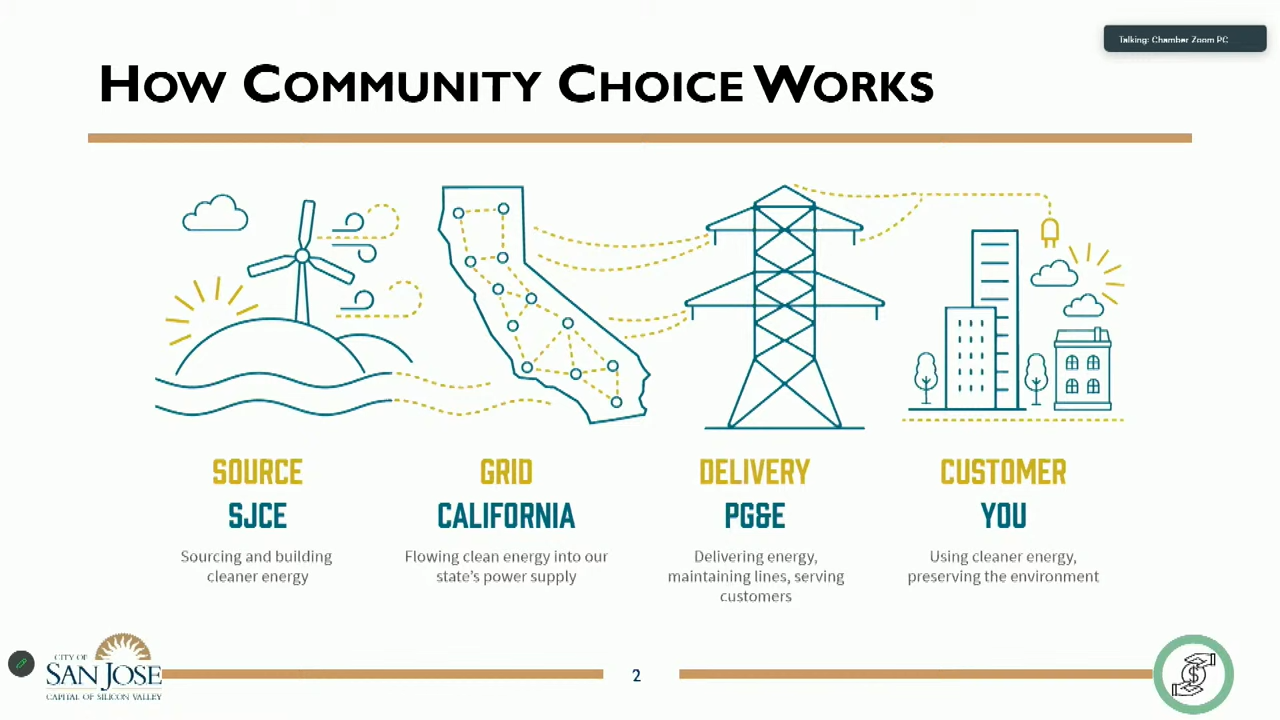 Talking: Chamber Zoom PC
HOW COMMUNITY CHOICE WORKS
SOURCE
SJCE
Sourcing and building
cleaner energy
GRID
CALIFORNIA
Flowing clean energy into our
state's power supply
DELIVERY
PG&E
Delivering energy,
maintaining lines, serving
customers
CUSTOMER
YOU
Using cleaner energy,
preserving the environment
CITY OF
SAN JOSE
CAPITAL OF SILICON VALLEY
2
$